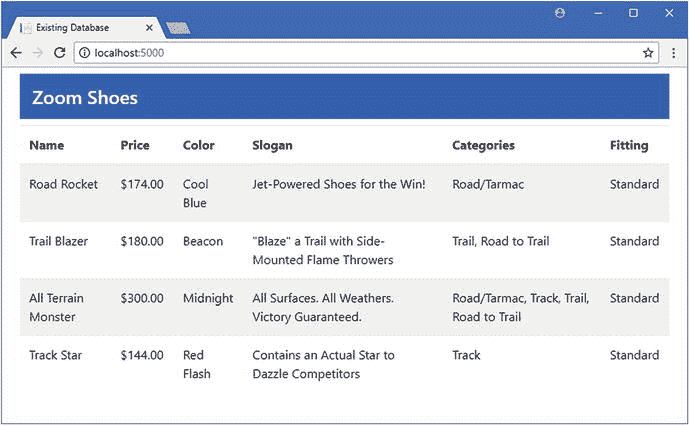 Existing Database
localhost:5000
Zoom Shoes
Name Price Color Slogan Categories Fitting
Road Rocket $174.00 Cool Jet-Powered Shoes for the Win! Road/Tarmac Standard
Blue
Trail Blazer $180.00 Beacon "Blaze" a Trail with Side- Trail, Road to Trail Standard
Mounted Flame Throwers
All Terrain $300.00 Midnight All Surfaces. All Weathers. Road/Tarmac, Track, Trail, Standard
Monster Victory Guaranteed. Road to Trail
Track Star $144.00 Red Contains an Actual Star to Track Standard
Flash Dazzle Competitors